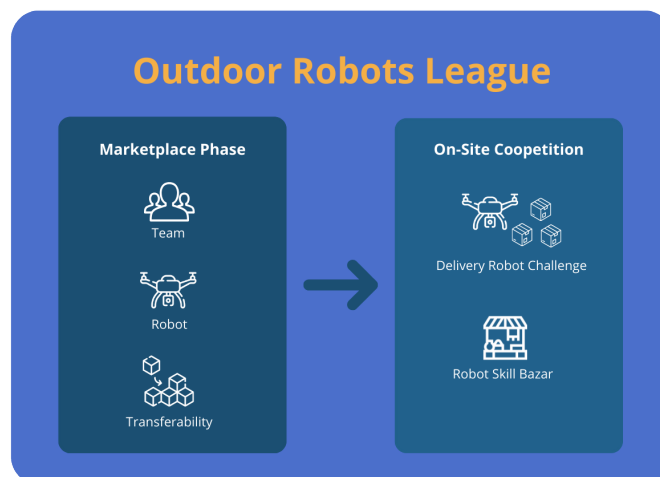 Outdoor Robots League
Marketplace Phase
Team
Robot
Transferability
On-Site Coopetition
Delivery Robot Challenge
Robot Skill Bazar